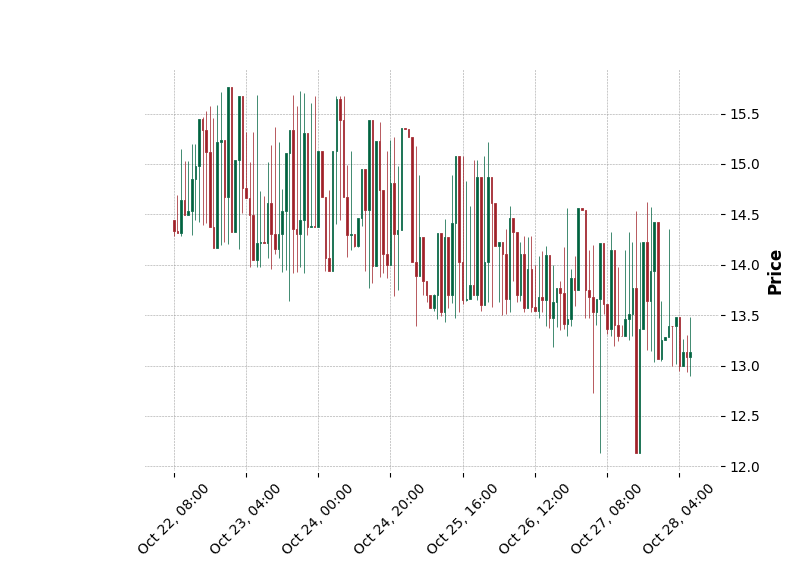 15.5
15.0
14.5
14.0
13.5
13.0
12.5
12.0
Price
Oct 22, 08:00
Oct 23, 04:00
Oct 24, 00:00
Oct 24, 20:00
Oct 25, 16:00
Oct 26, 12:00
Oct 27, 08:00
Oct 28, 04:00